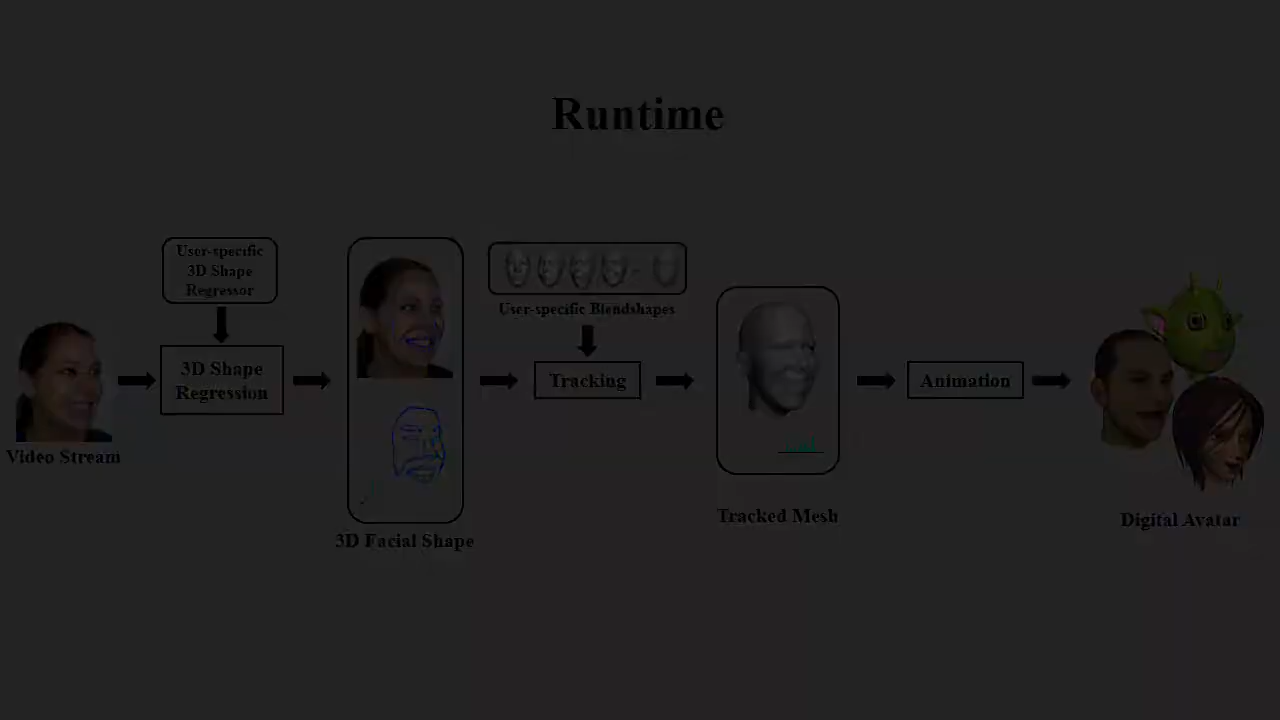 Runtime
User-specific
3D Shape
Regressor
User-specific Blendshapes
3D Shape
Regression
Tracking
Animation
Video Stream
Tracked Mesh
Digital Avatar
3D Facial Shape